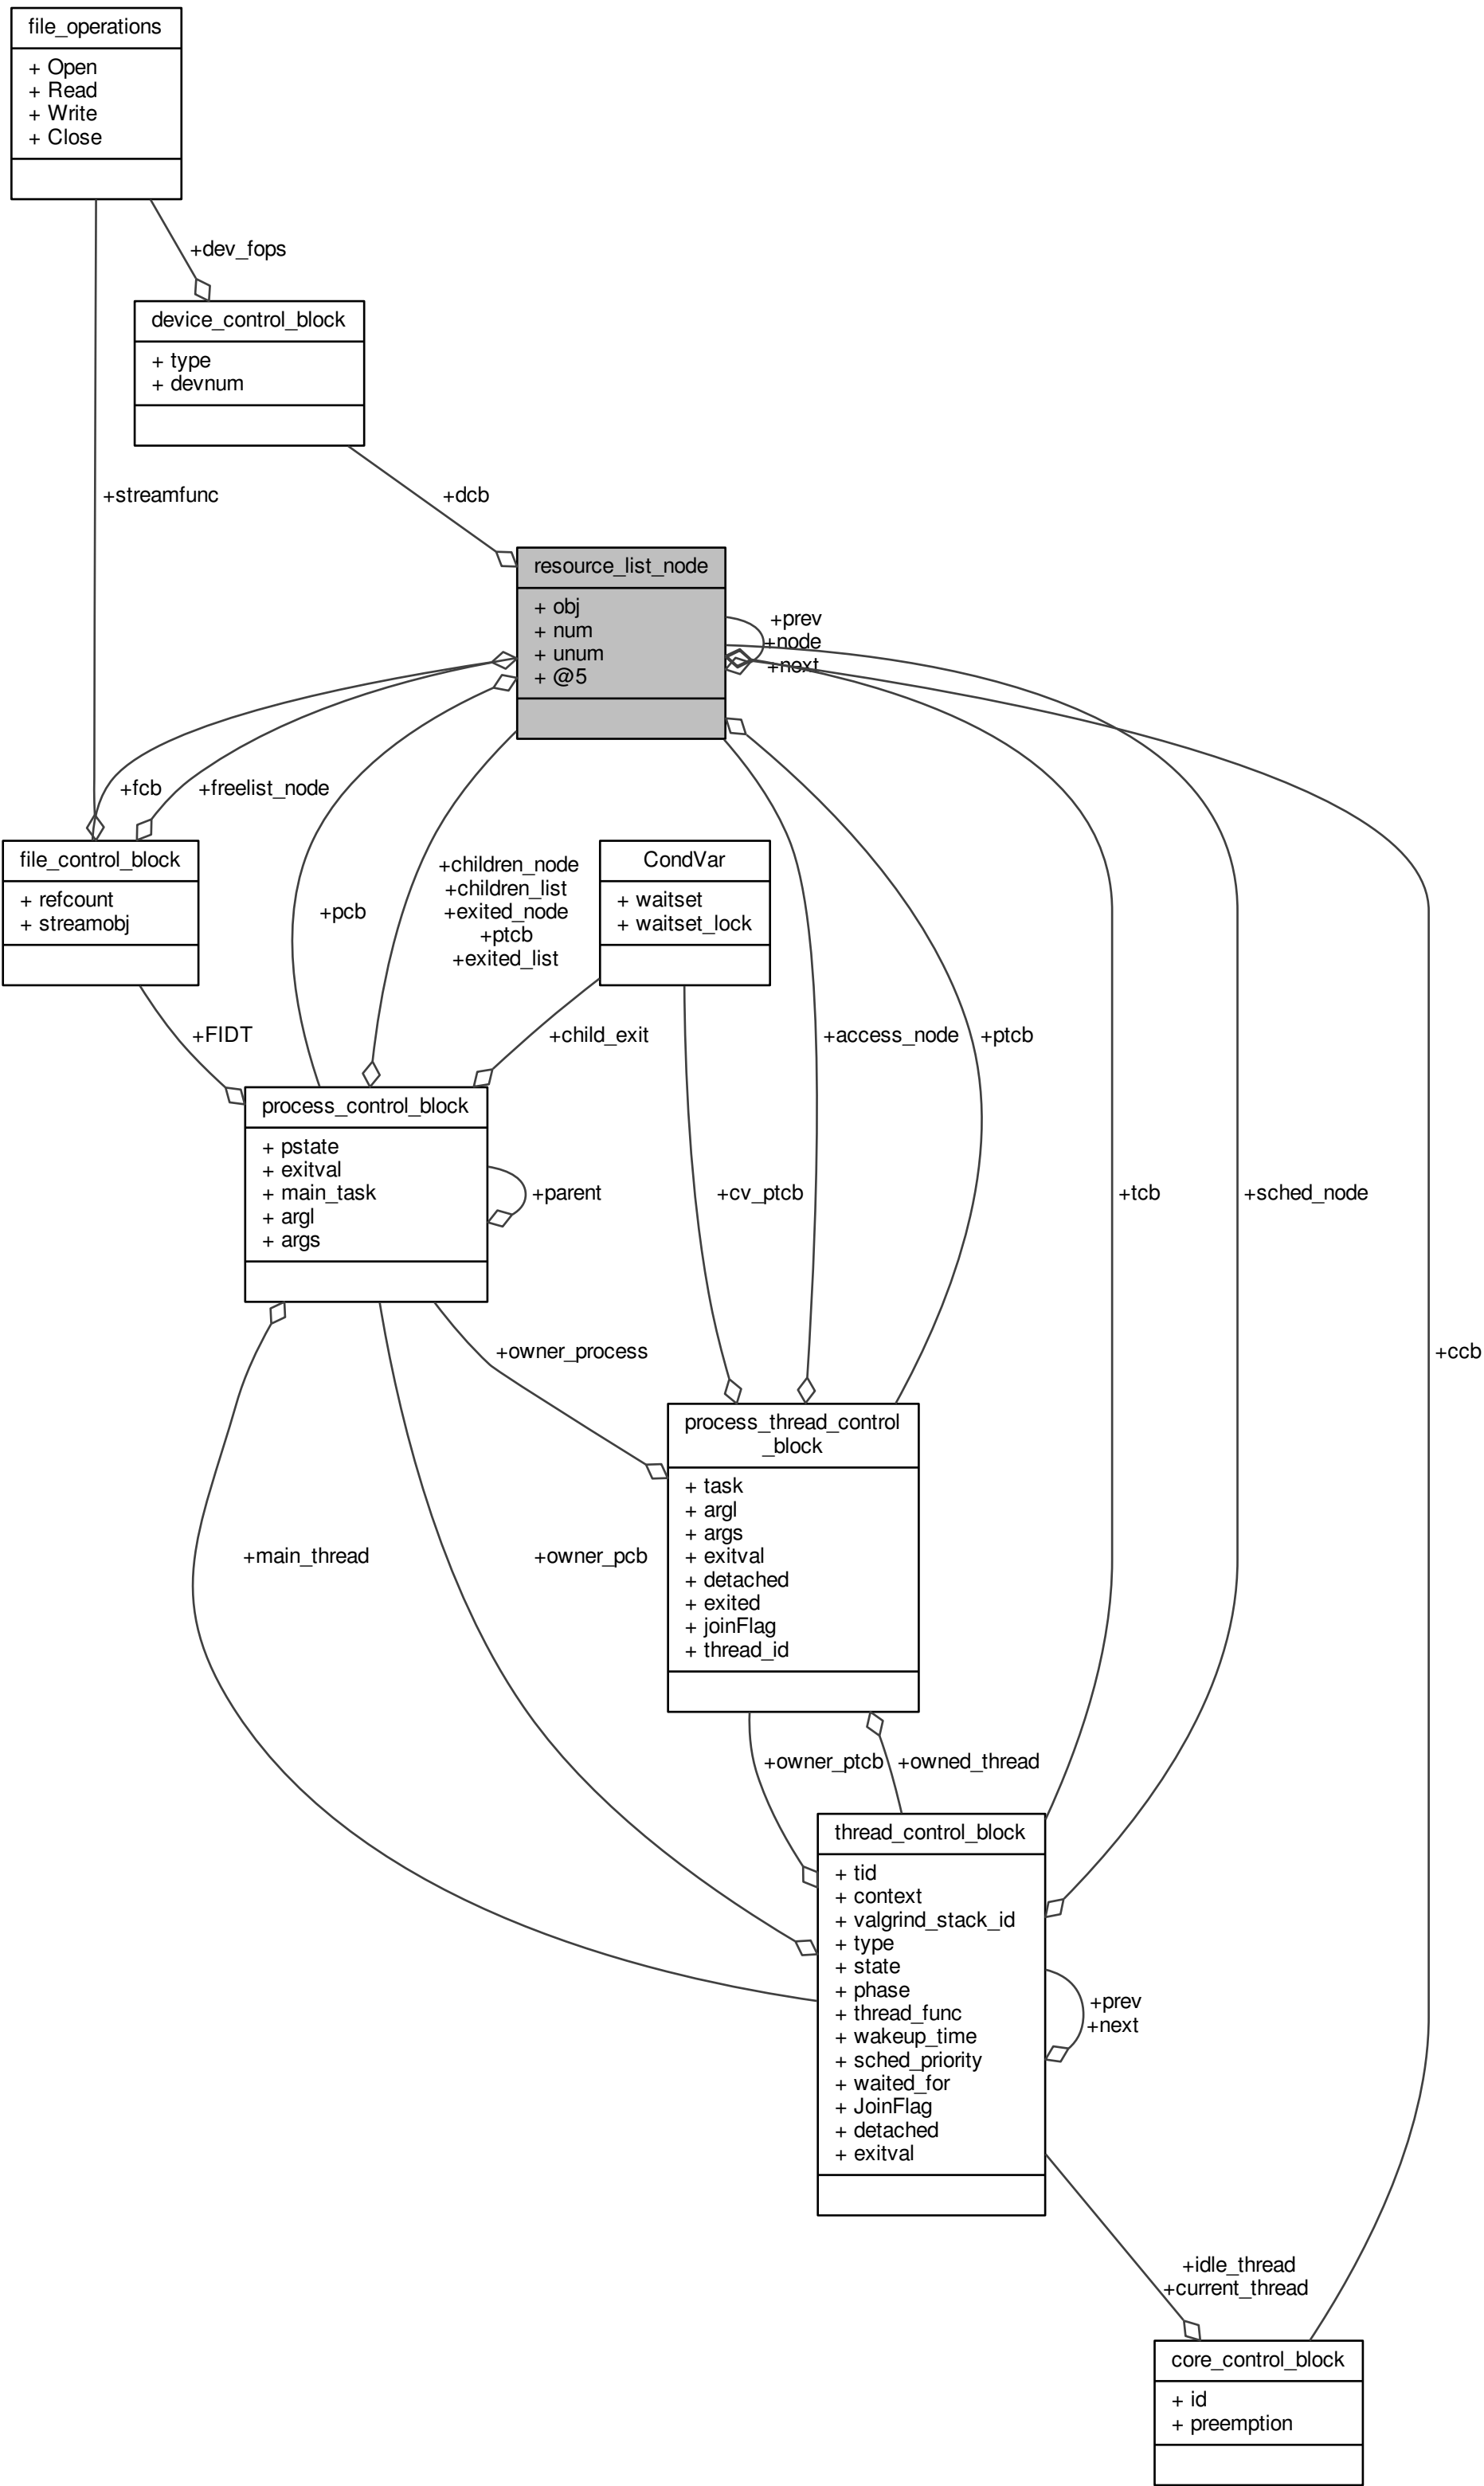 file_operations
+ Open
+ Read
+ Write
+ Close
+dev_fops
device_control_block
+ type
+ devnum
+streamfunc
+dcb
resource_list_node
+ obj
+ num
+ unum
+ @5
+prev
+node
+next
+fcb
+freelist_node
file_control_block
+ refcount
+ streamobj
+pcb
+children_node
+children_list
+exited_node
+ptcb
+exited_list
CondVar
+ waitset
+ waitset_lock
+FIDT
+child_exit
+access_node
+ptcb
process_control_block
+ pstate
+ exitval
+ main_task
+ argl
+ args
+parent
+cv_ptcb
+tcb
+sched_node
+owner_process
+ccb
process_thread_control
_block
+ task
+ argl
+ args
+ exitval
+ detached
+ exited
+ joinFlag
+ thread_id
+main_thread
+owner_pcb
+owner_ptcb
+owned_thread
thread_control_block
+ tid
+ context
+ valgrind_stack_id
+ type
+ state
+ phase
+ thread_func
+ wakeup_time
+ sched_priority
+ waited_for
+ JoinFlag
+ detached
+ exitval
+prev
+next
+idle_thread
+current_thread
core_control_block
+ id
+ preemption